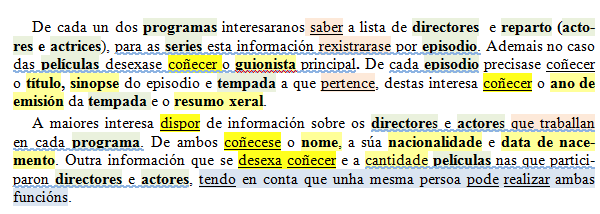 De cada un dos programas interesaranos saber a lista de directores e reparto (acto-
res e actrices), para as series esta información rexistrarase por episodio. Ademais no caso
das películas desexase coñecer o guionista principal. De cada episodio precisase coñecer
o título, sinopse do episodio e tempada a que pertence, destas interesa coñecer o ano de
emisión da tempada e o resumo xeral.
A maiores interesa dispor de información sobre os directores e actores que traballan
en cada programa. De ambos coñecese o nome, a súa nacionalidade e data de nace-
mento. Outra información que se desexa coñecer e a cantidade películas nas que partici-
paron directores e actores, tendo en conta que unha mesma persoa pode realizar ambas
funcións.